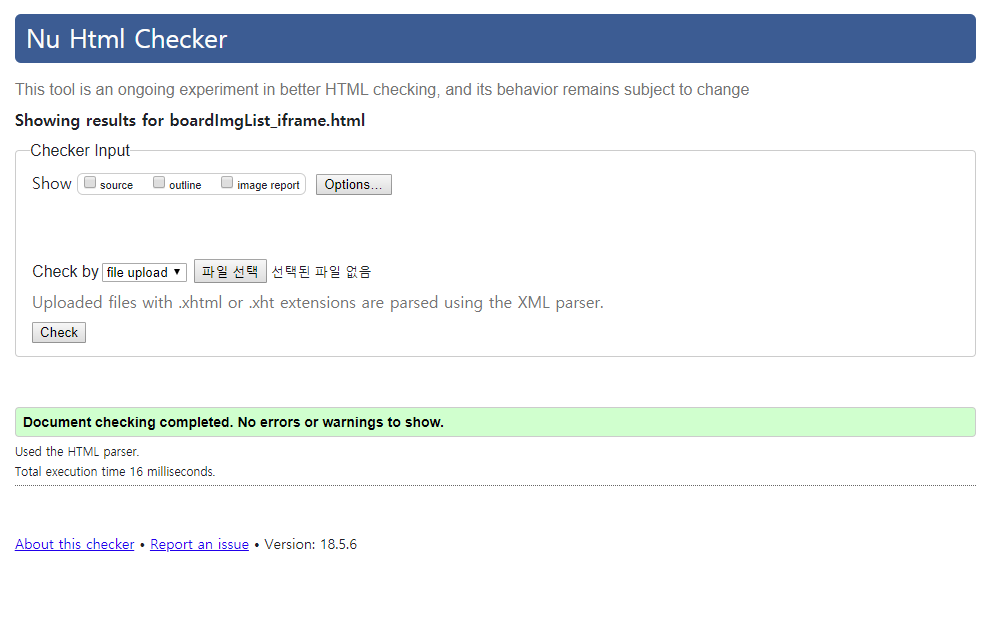 Nu Html Checker
This tool is an ongoing experiment in better HTML checking, and its behavior remains subject to change
Showing results for boardImgList_iframe.html
Checker Input
Show source outline image report Options...
Check by file upload 파일 선택 선택된 파일 없음
Uploaded files with .xhtml or .xht extensions are parsed using the XML parser.
Check
Document checking completed. No errors or warnings to show.
Used the HTML parser.
Total execution time 16 milliseconds.
About this checker • Report an issue • Version: 18.5.6